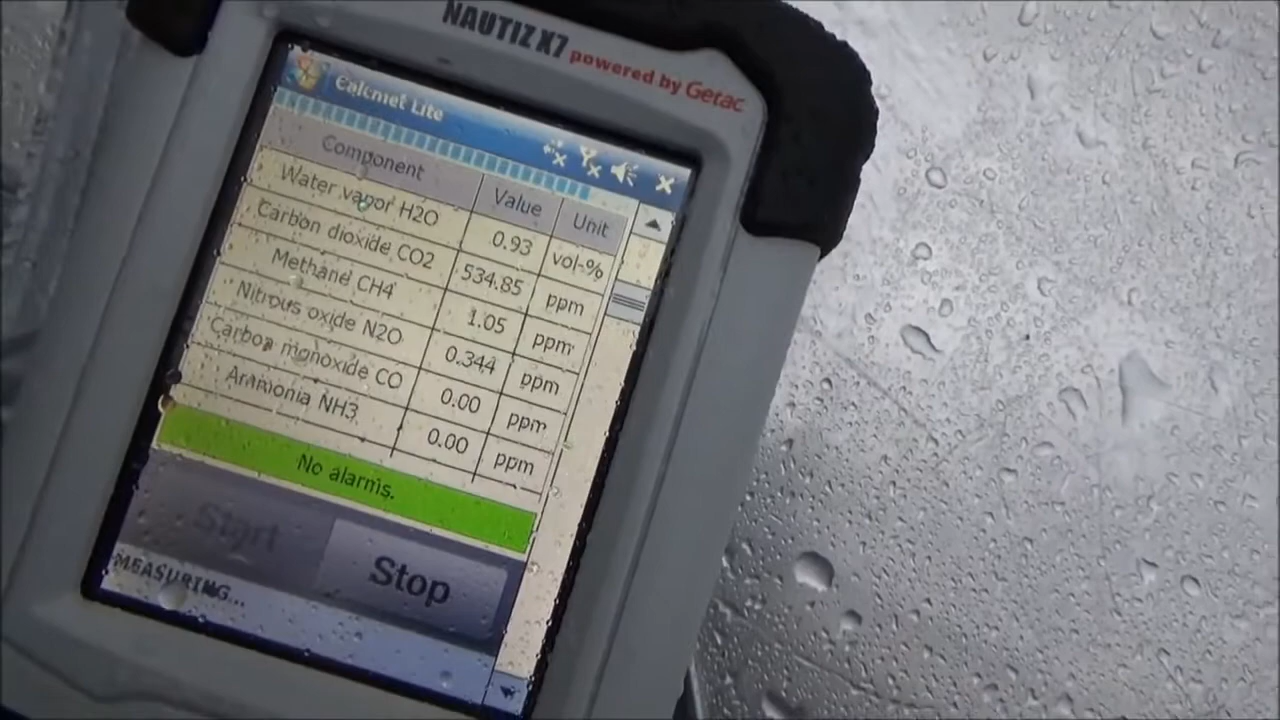 NAUTIZ X7 powered by Getac
Calcmet Lite
Component Value Unit
Water vapor H2O 0.93 vol-%
Carbon dioxide CO2 534.85 ppm
Methane CH4 1.05 ppm
Nitrous oxide N2O 0.344 ppm
Carbon monoxide CO 0.00 ppm
Ammonia NH3 0.00 ppm
No alarms.
Start Stop
MEASURING...